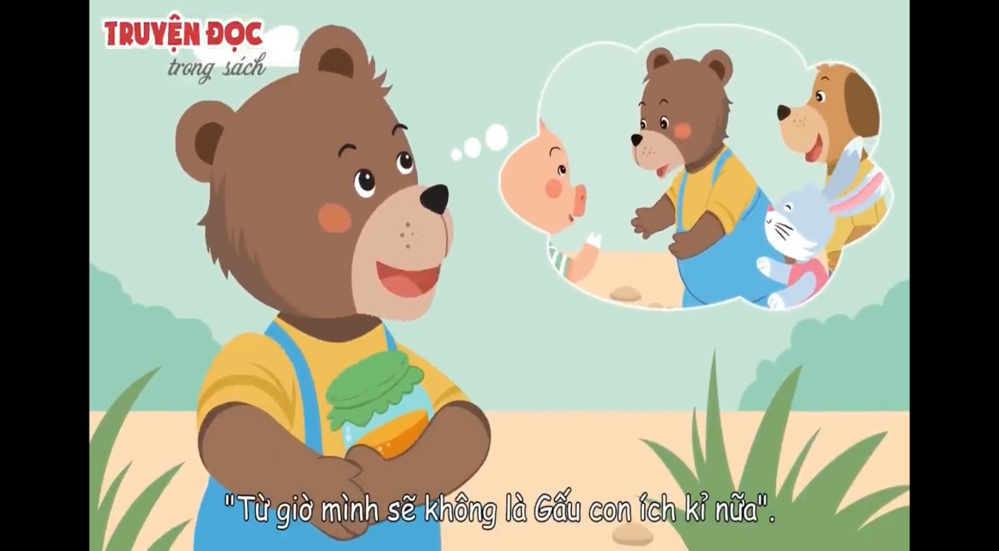 TRUYỆN ĐỌC
trong sách
"Từ giờ mình sẽ không là Gấu con ích kỉ nữa".